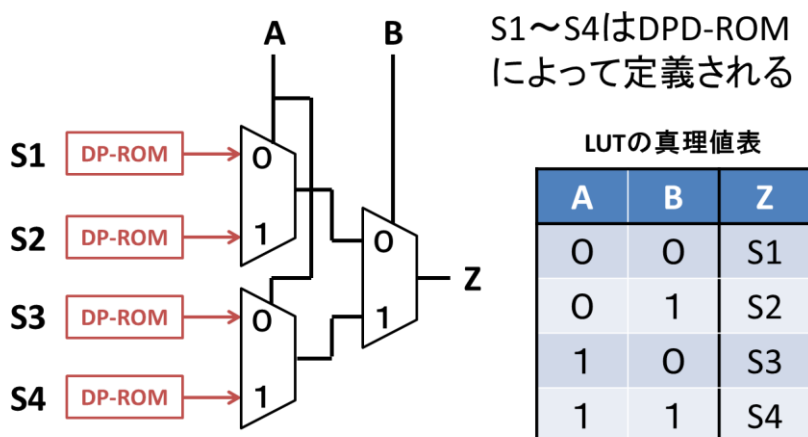 A B
S1～S4はDPD-ROM
によって定義される
S1 DP-ROM 0
S2 DP-ROM 1
S3 DP-ROM 0
S4 DP-ROM 1
0
1
Z
LUTの真理値表
A B Z
0 0 S1
0 1 S2
1 0 S3
1 1 S4